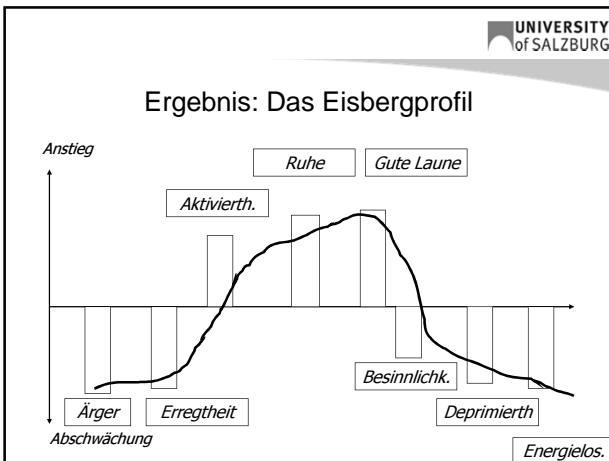 UNIVERSITY
of SALZBURG
Ergebnis: Das Eisbergprofil
Anstieg
Ruhe
Gute Laune
Aktivierth.
Besinnlichk.
Ärger
Erregtheit
Deprimierth
Abschwächung
Energielos.